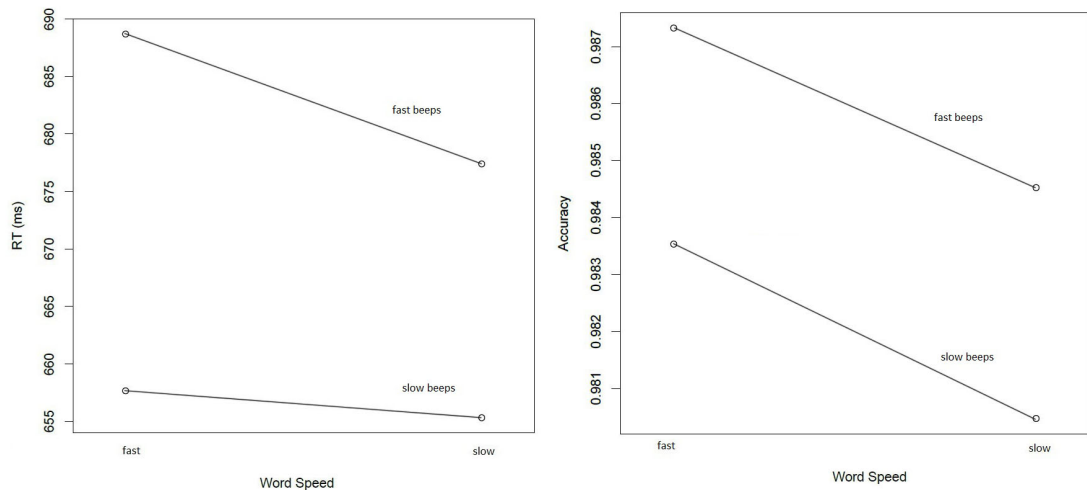 RT (ms)
690
685
680
675
670
665
660
655
fast beeps
slow beeps
fast
slow
Word Speed
Accuracy
0.987
0.986
0.985
0.984
0.983
0.982
0.981
fast beeps
slow beeps
fast
slow
Word Speed